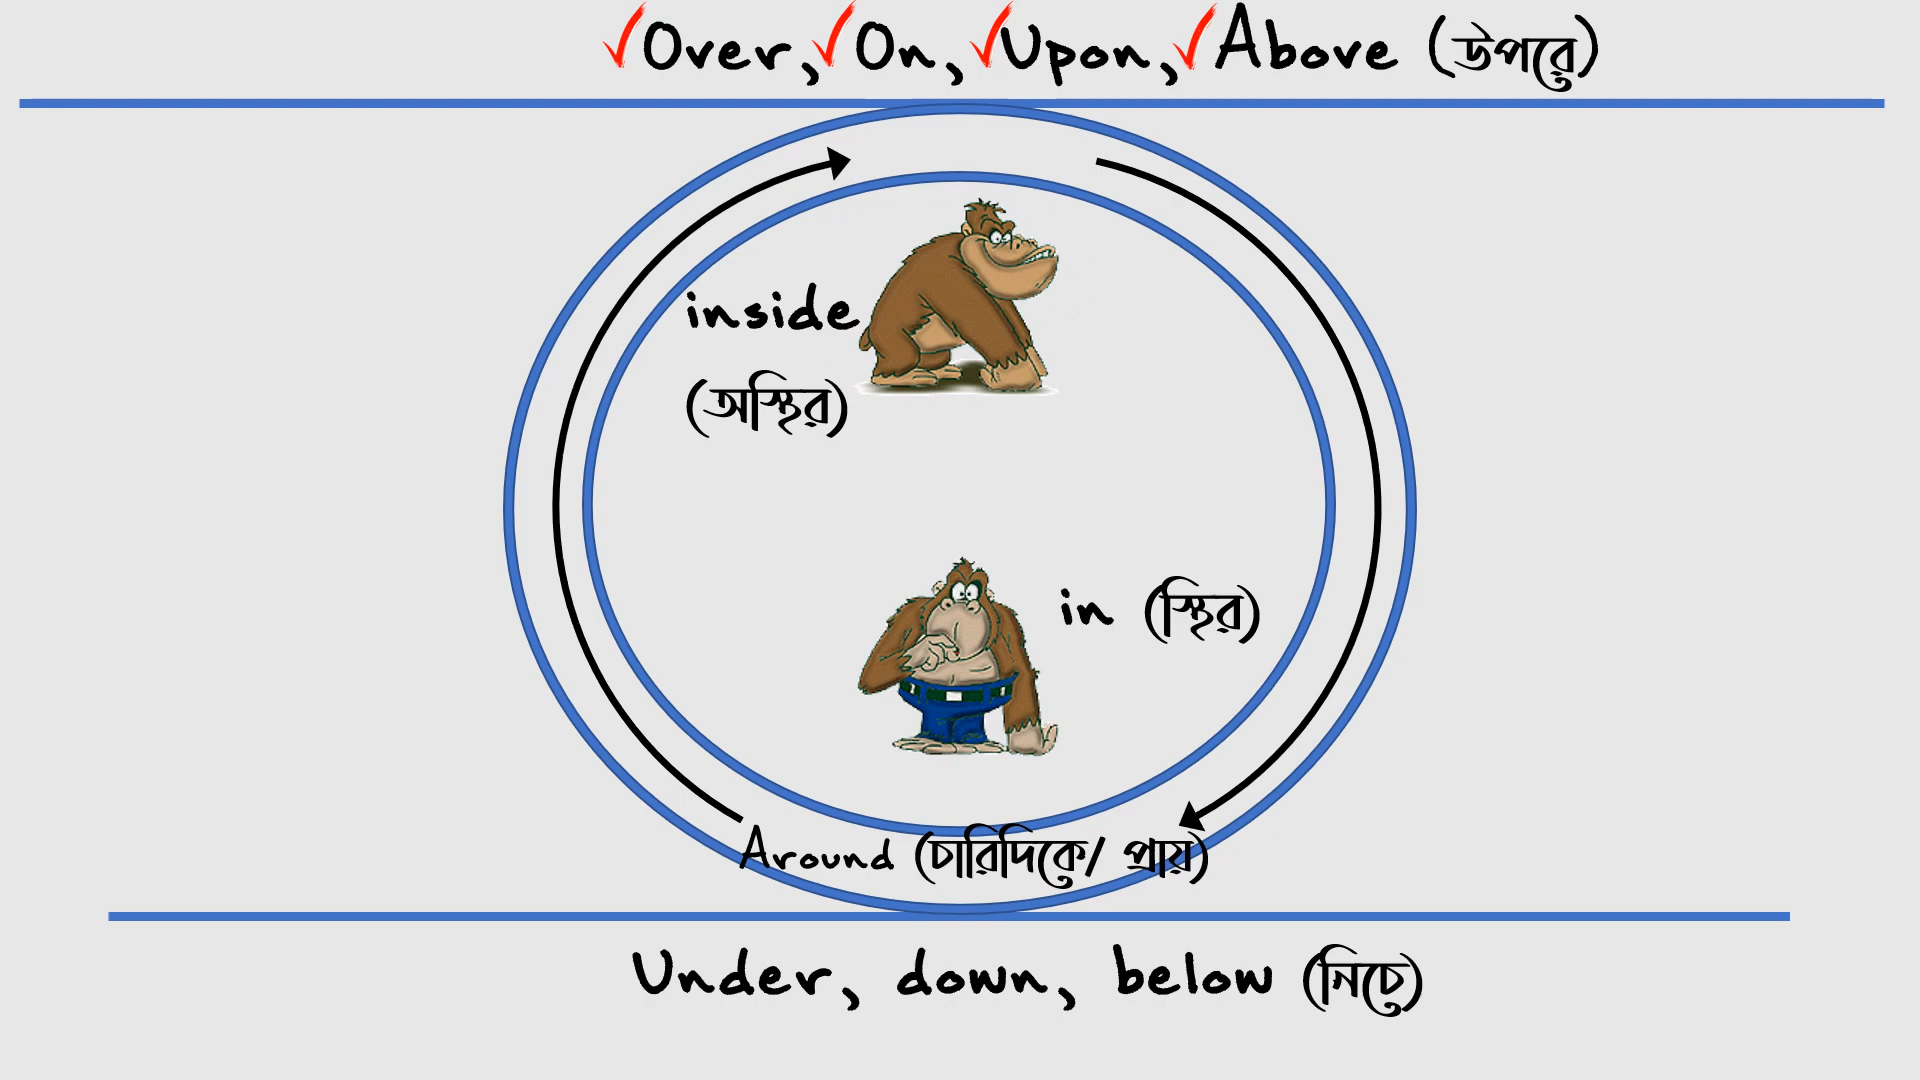 Over, On, Upon, Above (উপরে)
inside
(অস্থির)
in (স্থির)
Around (চারিদিকে/ প্রায়)
Under, down, below (নিচে)